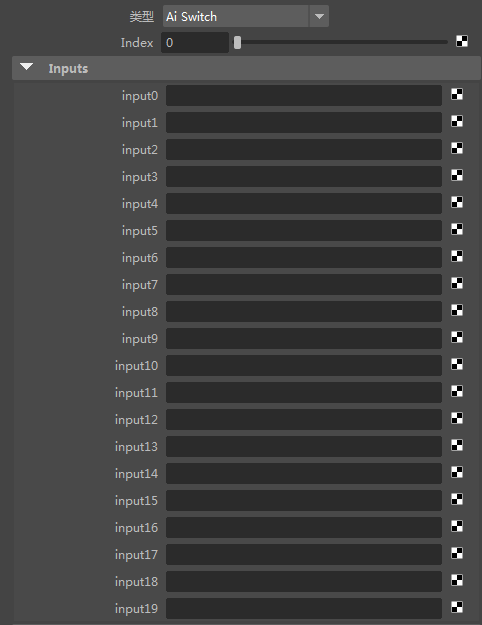 类型 Ai Switch
Index 0
Inputs
input0
input1
input2
input3
input4
input5
input6
input7
input8
input9
input10
input11
input12
input13
input14
input15
input16
input17
input18
input19